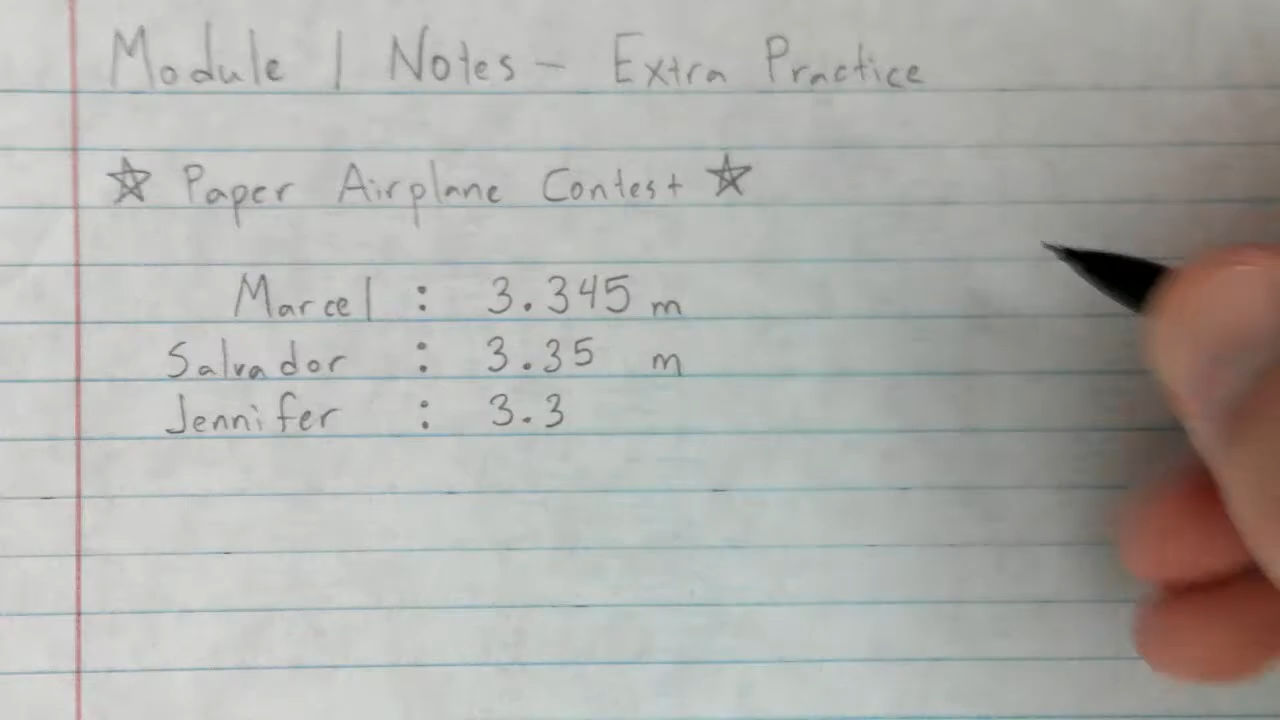 Module 1 Notes - Extra Practice
☆ Paper Airplane Contest ☆
Marcel : 3.345 m
Salvador : 3.35 m
Jennifer : 3.3